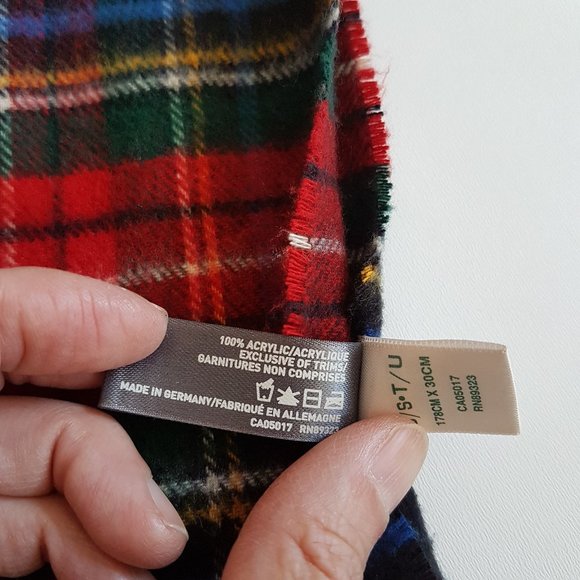 100% ACRYLIC/ACRYLIQUE
EXCLUSIVE OF TRIMS/
GARNITURES NON COMPRISES
MADE IN GERMANY/FABRIQUÉ EN ALLEMAGNE
CA05017 RN89323
/S•T/U
178CM X 30CM
CA05017
RN89323